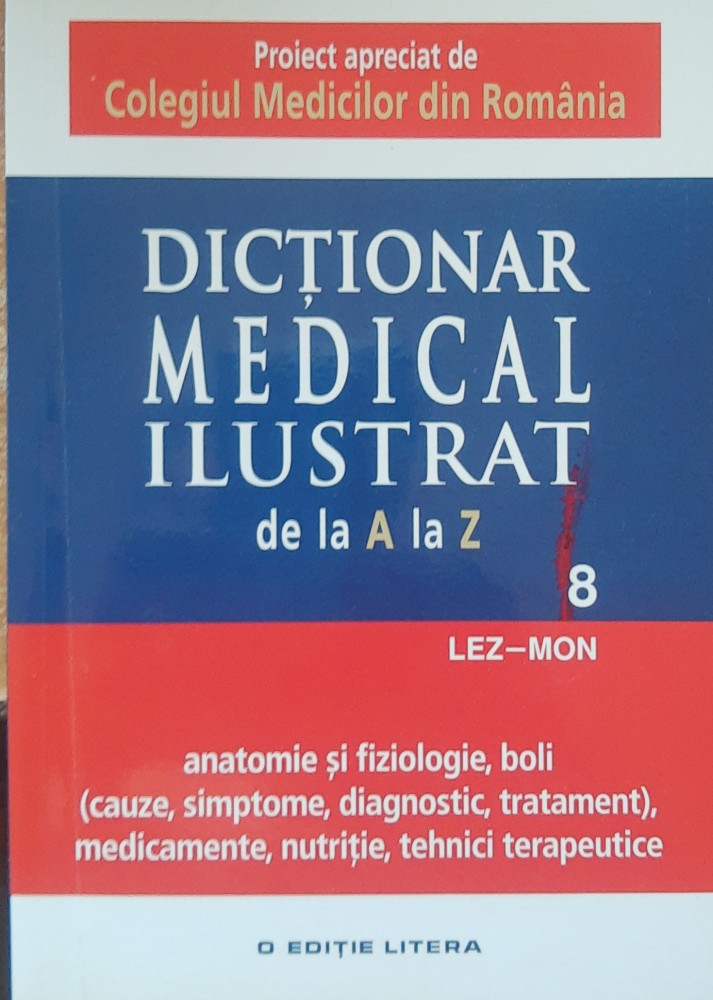 Proiect apreciat de
Colegiul Medicilor din România
DICȚIONAR
MEDICAL
ILUSTRAT
de la A la Z
8
LEZ–MON
anatomie și fiziologie, boli
(cauze, simptome, diagnostic, tratament),
medicamente, nutriție, tehnici terapeutice
O EDIȚIE LITERA